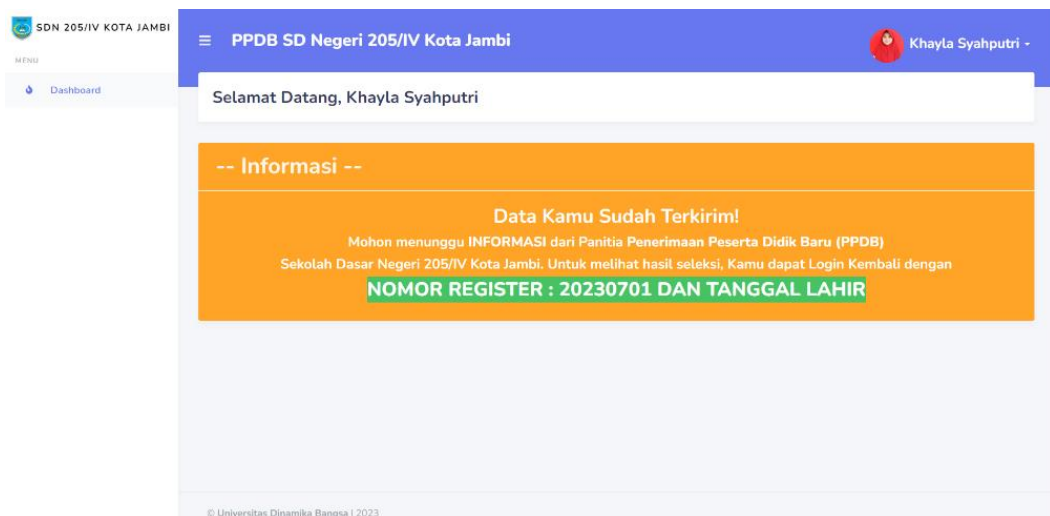 SDN 205/IV KOTA JAMBI
MENU
Dashboard
PPDB SD Negeri 205/IV Kota Jambi
Khayla Syahputri
Selamat Datang, Khayla Syahputri
-- Informasi --
Data Kamu Sudah Terkirim!
Mohon menunggu INFORMASI dari Panitia Penerimaan Peserta Didik Baru (PPDB)
Sekolah Dasar Negeri 205/IV Kota Jambi. Untuk melihat hasil seleksi, Kamu dapat Login Kembali dengan
NOMOR REGISTER : 20230701 DAN TANGGAL LAHIR
© Universitas Dinamika Bangsa | 2023